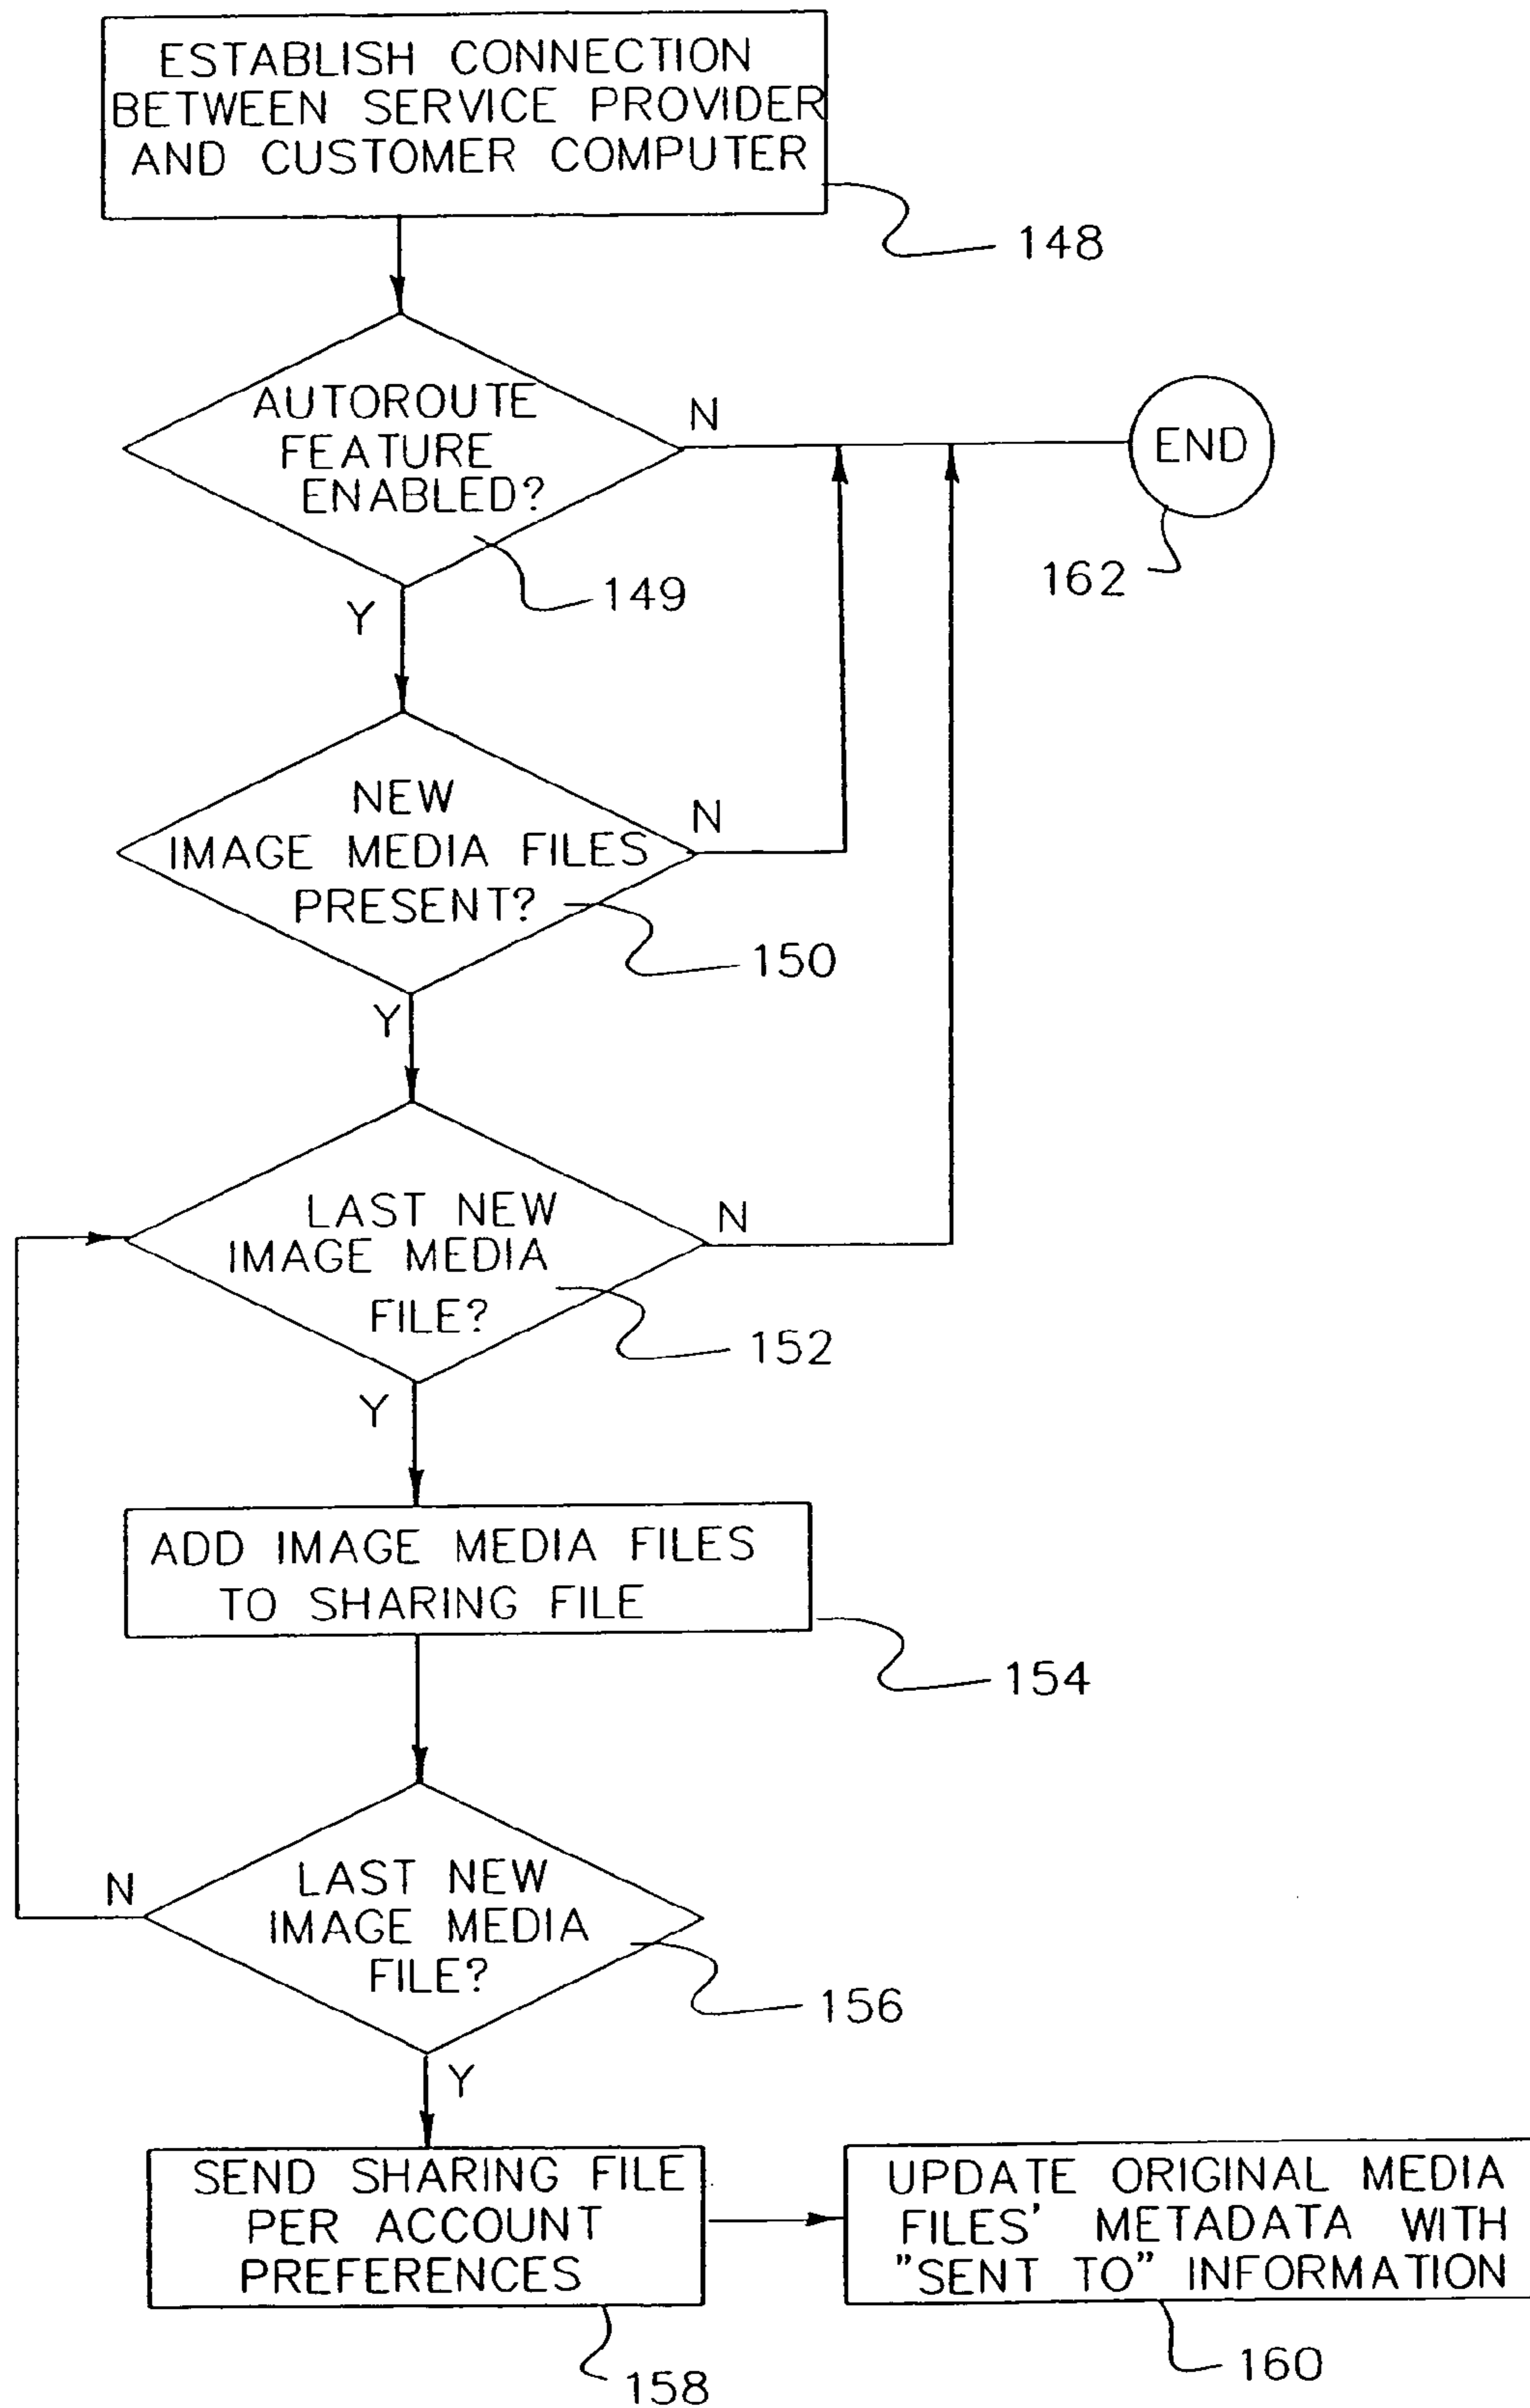 ESTABLISH CONNECTION
BETWEEN SERVICE PROVIDER
AND CUSTOMER COMPUTER
148
AUTOROUTE
FEATURE
ENABLED?
N
END
149
162
Y
NEW
IMAGE MEDIA FILES
PRESENT?
N
150
Y
LAST NEW
IMAGE MEDIA
FILE?
N
152
Y
ADD IMAGE MEDIA FILES
TO SHARING FILE
154
LAST NEW
IMAGE MEDIA
FILE?
N
156
Y
SEND SHARING FILE
PER ACCOUNT
PREFERENCES
158
UPDATE ORIGINAL MEDIA
FILES' METADATA WITH
"SENT TO" INFORMATION
160